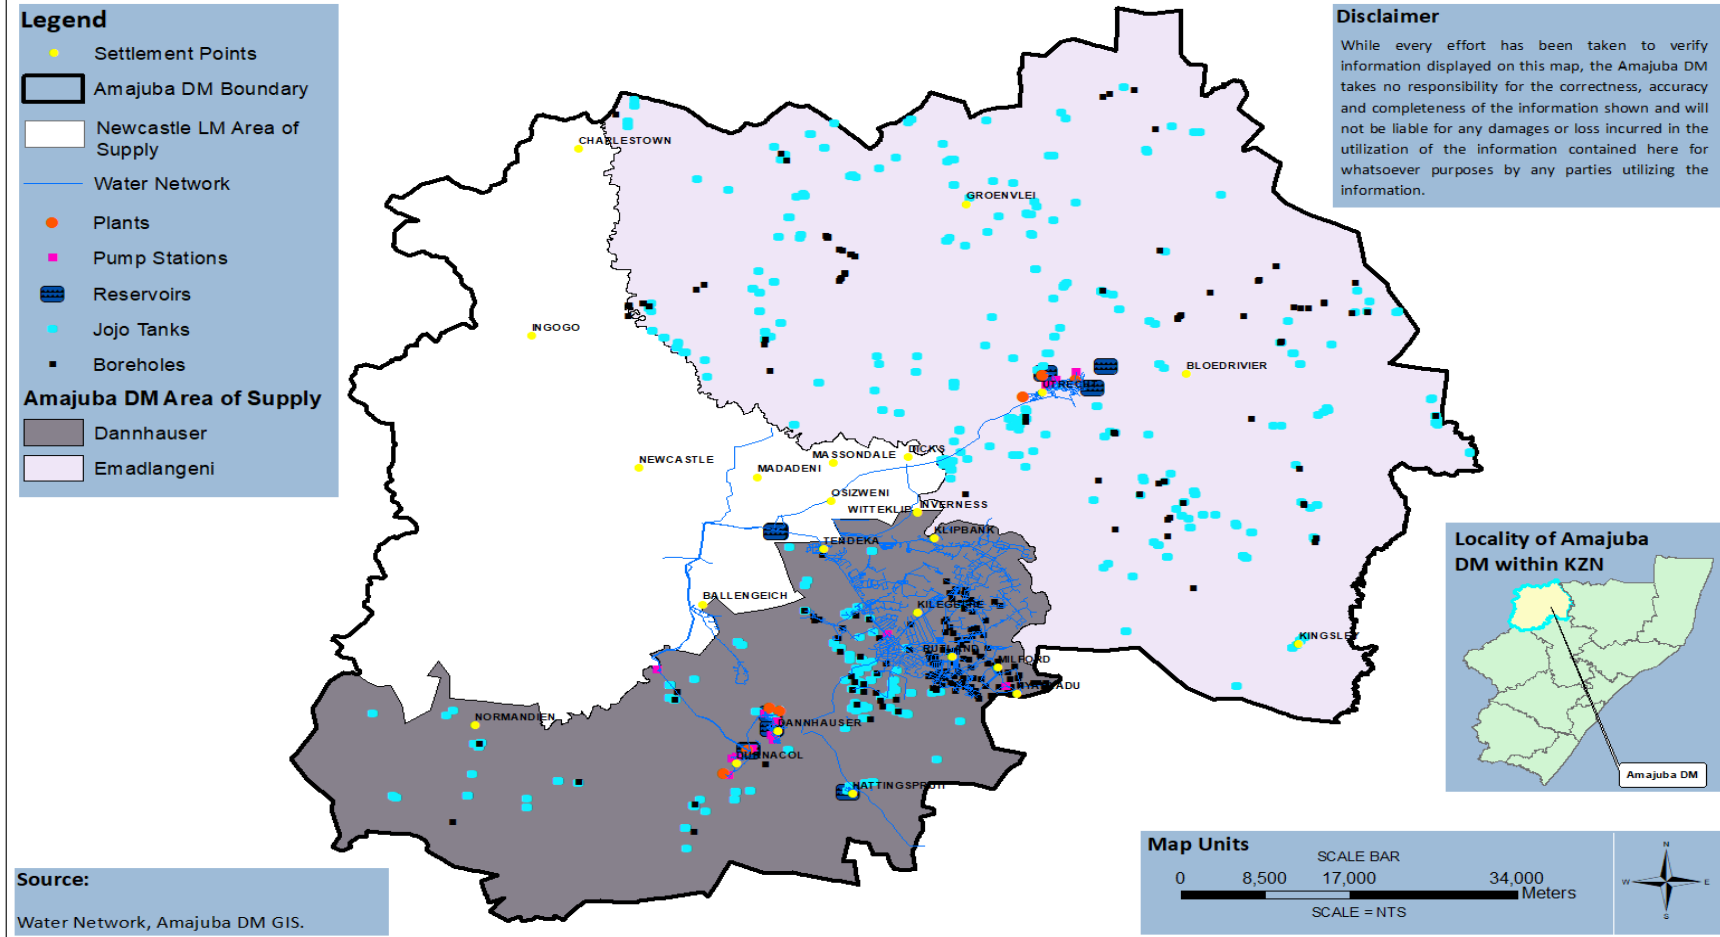 Legend
Settlement Points
Amajuba DM Boundary
Newcastle LM Area of
Supply
Water Network
Plants
Pump Stations
Reservoirs
Jojo Tanks
Boreholes
Amajuba DM Area of Supply
Dannhauser
Emadlangeni
Disclaimer
While every effort has been taken to verify
information displayed on this map, the Amajuba DM
takes no responsibility for the correctness, accuracy
and completeness of the information shown and will
not be liable for any damages or loss incurred in the
utilization of the information contained here for
whatsoever purposes by any parties utilizing the
information.
CHARLESTOWN
GROENVLEI
INGOGO
BLOEDRIVIER
UTRECHT
NEWCASTLE
MASSONDALE
DICKS
MADADENI
OSIZWENI
WITTEKLIP
INVERNESS
KLIPBANK
TENDEKA
BALLENGEICH
RUTLAND
MILFORD
KINGSLEY
NORMANDIEN
DANNHAUSER
DURNACOL
HATTINGSPRUIT
Locality of Amajuba
DM within KZN
Amajuba DM
Map Units
SCALE BAR
0 8,500 17,000 34,000
Meters
SCALE = NTS
N
W E
S
Source:
Water Network, Amajuba DM GIS.